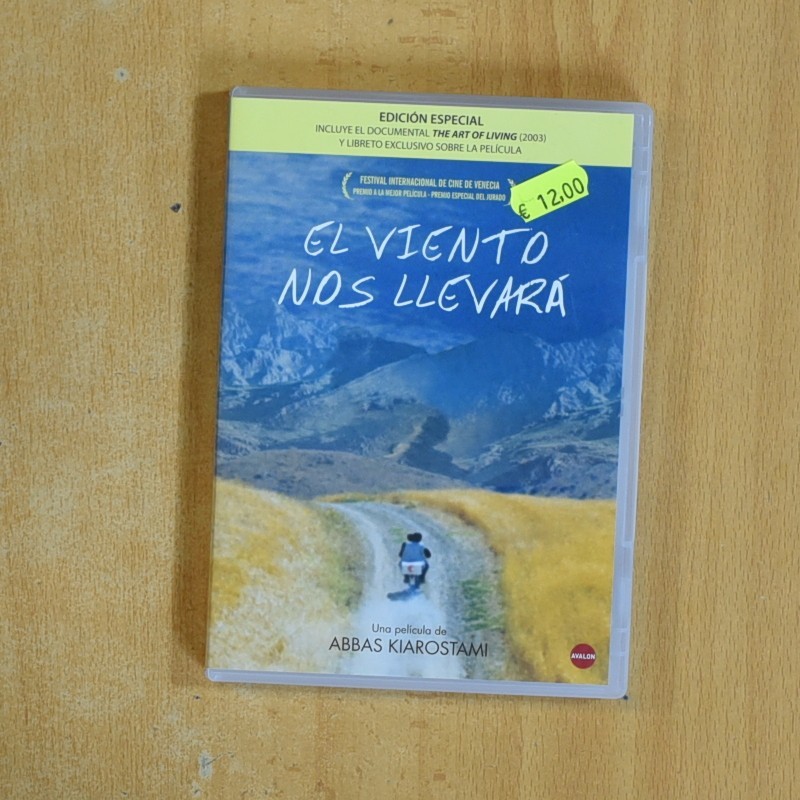 EDICIÓN ESPECIAL
INCLUYE EL DOCUMENTAL THE ART OF LIVING (2003)
Y LIBRETO EXCLUSIVO SOBRE LA PELÍCULA
FESTIVAL INTERNACIONAL DE CINE DE VENECIA
PREMIO A LA MEJOR PELÍCULA - PREMIO ESPECIAL DEL JURADO
€ 12,00
EL VIENTO
NOS LLEVARÁ
Una película de
ABBAS KIAROSTAMI
AVALON